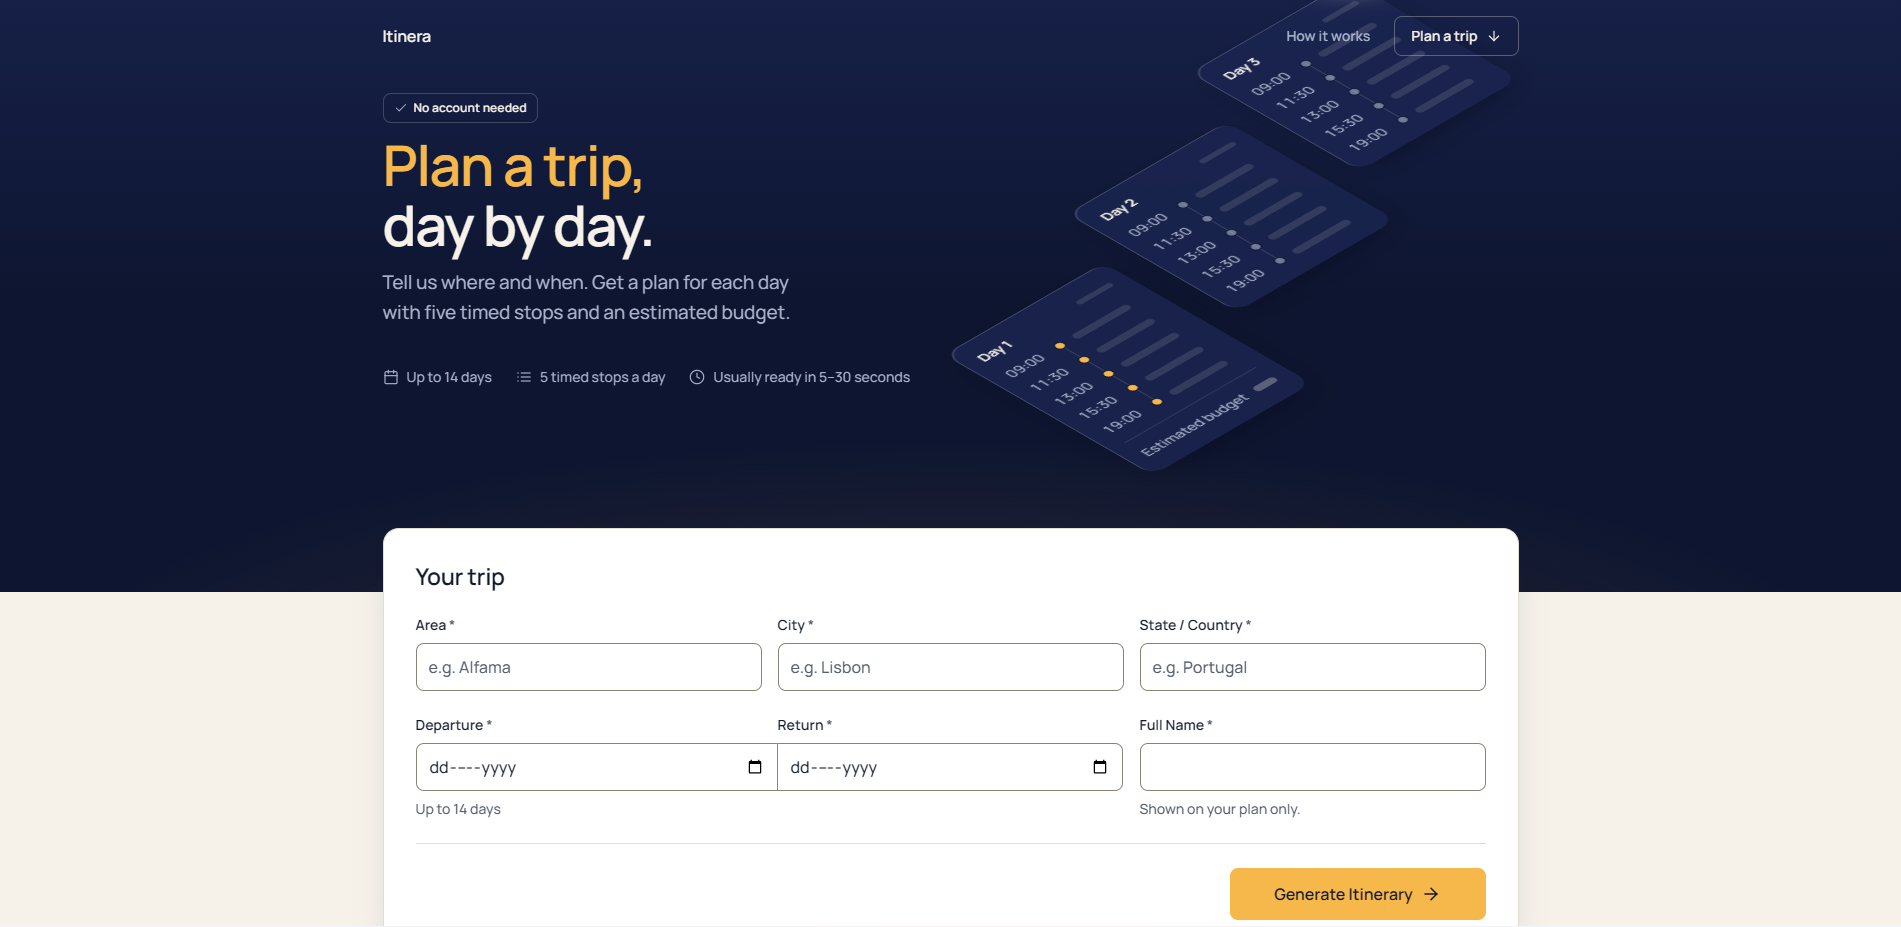 Itinera
How it works
Plan a trip
No account needed
Plan a trip,
day by day.
Tell us where and when. Get a plan for each day
with five timed stops and an estimated budget.
Up to 14 days
5 timed stops a day
Usually ready in 5–30 seconds
Day 3
09:00
11:30
13:00
15:30
19:00
Day 2
09:00
11:30
13:00
15:30
19:00
Day 1
09:00
11:30
13:00
15:30
19:00
Estimated budget
Your trip
Area *
City *
State / Country *
e.g. Alfama
e.g. Lisbon
e.g. Portugal
Departure *
Return *
Full Name *
dd----yyyy
dd----yyyy
Up to 14 days
Shown on your plan only.
Generate Itinerary